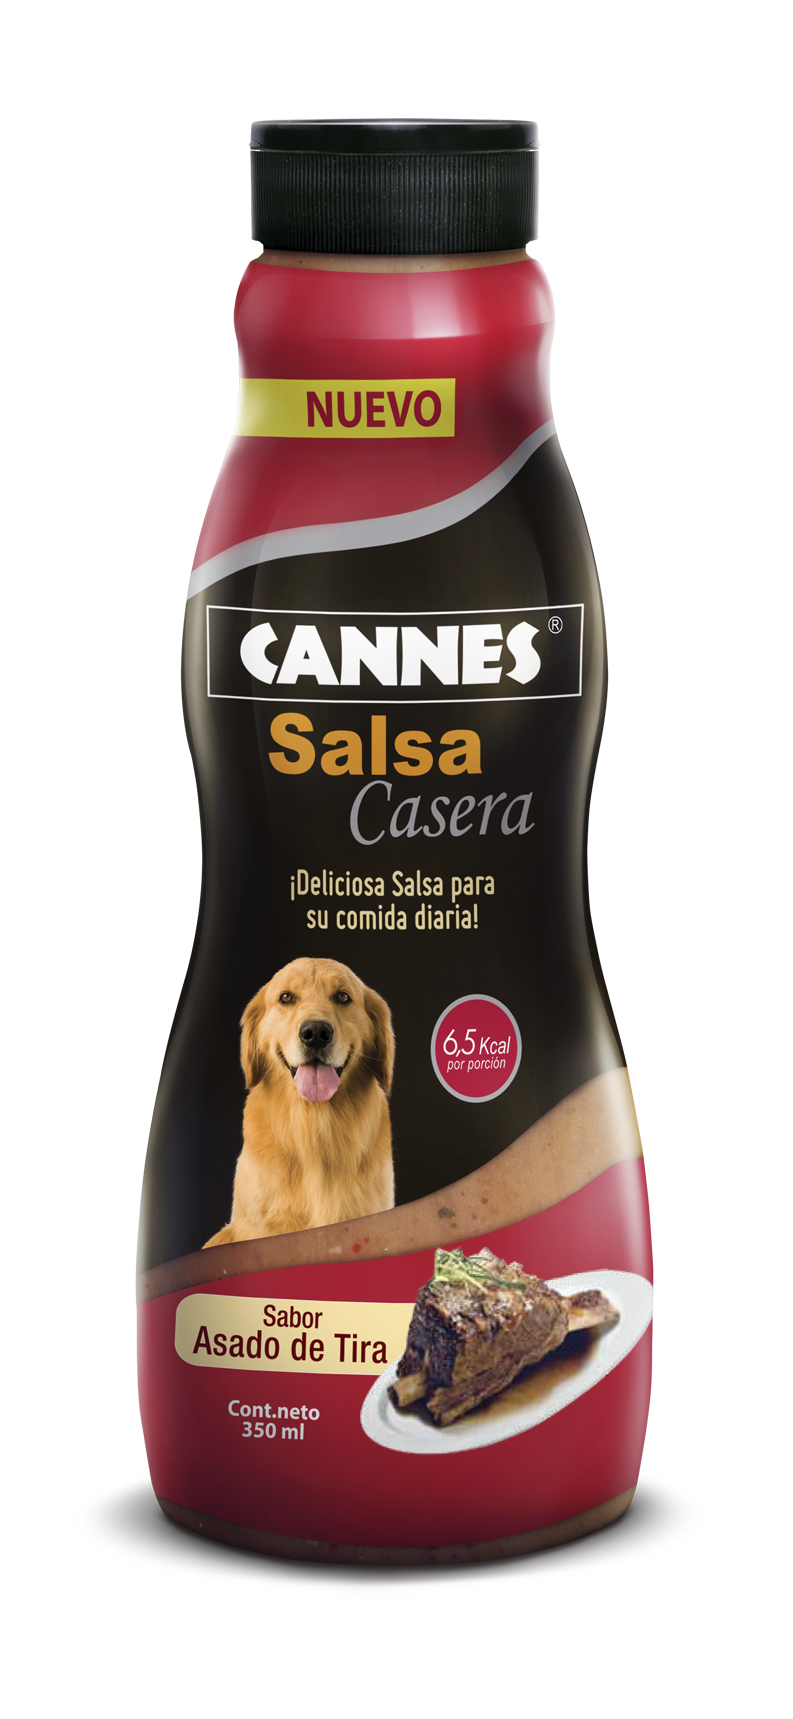 NUEVO
CANNES®
Salsa
Casera
¡Deliciosa Salsa para
su comida diaria!
6,5 Kcal
por porción
Sabor
Asado de Tira
Cont.neto
350 ml